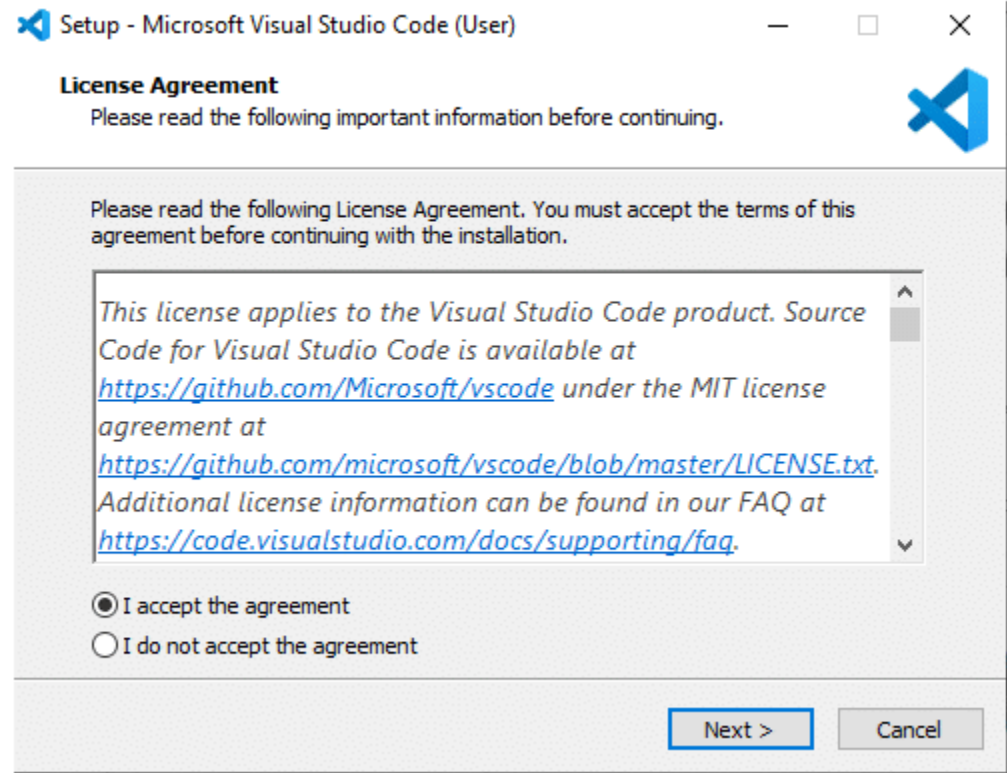 Setup - Microsoft Visual Studio Code (User)
License Agreement
Please read the following important information before continuing.
Please read the following License Agreement. You must accept the terms of this
agreement before continuing with the installation.
This license applies to the Visual Studio Code product. Source
Code for Visual Studio Code is available at
https://github.com/Microsoft/vscode under the MIT license
agreement at
https://github.com/microsoft/vscode/blob/master/LICENSE.txt.
Additional license information can be found in our FAQ at
https://code.visualstudio.com/docs/supporting/faq.
I accept the agreement
I do not accept the agreement
Next >
Cancel